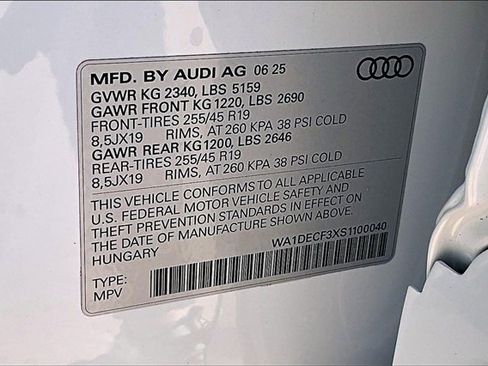 MFD. BY AUDI AG 06 25
GVWR KG 2340, LBS 5159
GAWR FRONT KG 1220, LBS 2690
FRONT-TIRES 255/45 R19
8,5JX19 RIMS, AT 260 KPA 38 PSI COLD
GAWR REAR KG1200, LBS 2646
REAR-TIRES 255/45 R19
8,5JX19 RIMS, AT 260 KPA 38 PSI COLD
THIS VEHICLE CONFORMS TO ALL APPLICABLE
U.S. FEDERAL MOTOR VEHICLE SAFETY AND
THEFT PREVENTION STANDARDS IN EFFECT ON
THE DATE OF MANUFACTURE SHOWN ABOVE.
HUNGARY
WA1DECF3XS1100040
TYPE:
MPV